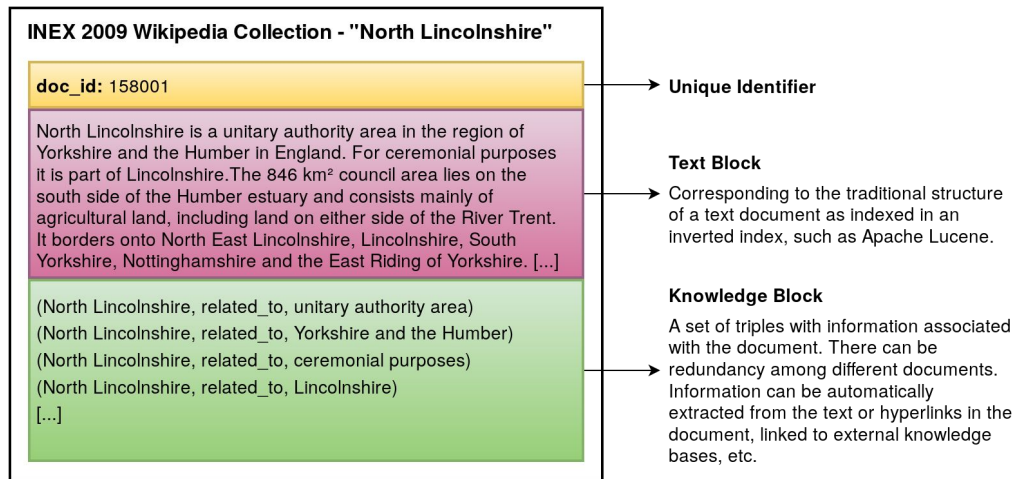 INEX 2009 Wikipedia Collection - "North Lincolnshire"
doc_id: 158001
Unique Identifier
North Lincolnshire is a unitary authority area in the region of
Yorkshire and the Humber in England. For ceremonial purposes
it is part of Lincolnshire.The 846 km² council area lies on the
south side of the Humber estuary and consists mainly of
agricultural land, including land on either side of the River Trent.
It borders onto North East Lincolnshire, Lincolnshire, South
Yorkshire, Nottinghamshire and the East Riding of Yorkshire. [...]
Text Block
Corresponding to the traditional structure
of a text document as indexed in an
inverted index, such as Apache Lucene.
(North Lincolnshire, related_to, unitary authority area)
(North Lincolnshire, related_to, Yorkshire and the Humber)
(North Lincolnshire, related_to, ceremonial purposes)
(North Lincolnshire, related_to, Lincolnshire)
[...]
Knowledge Block
A set of triples with information associated
with the document. There can be
redundancy among different documents.
Information can be automatically
extracted from the text or hyperlinks in the
document, linked to external knowledge
bases, etc.